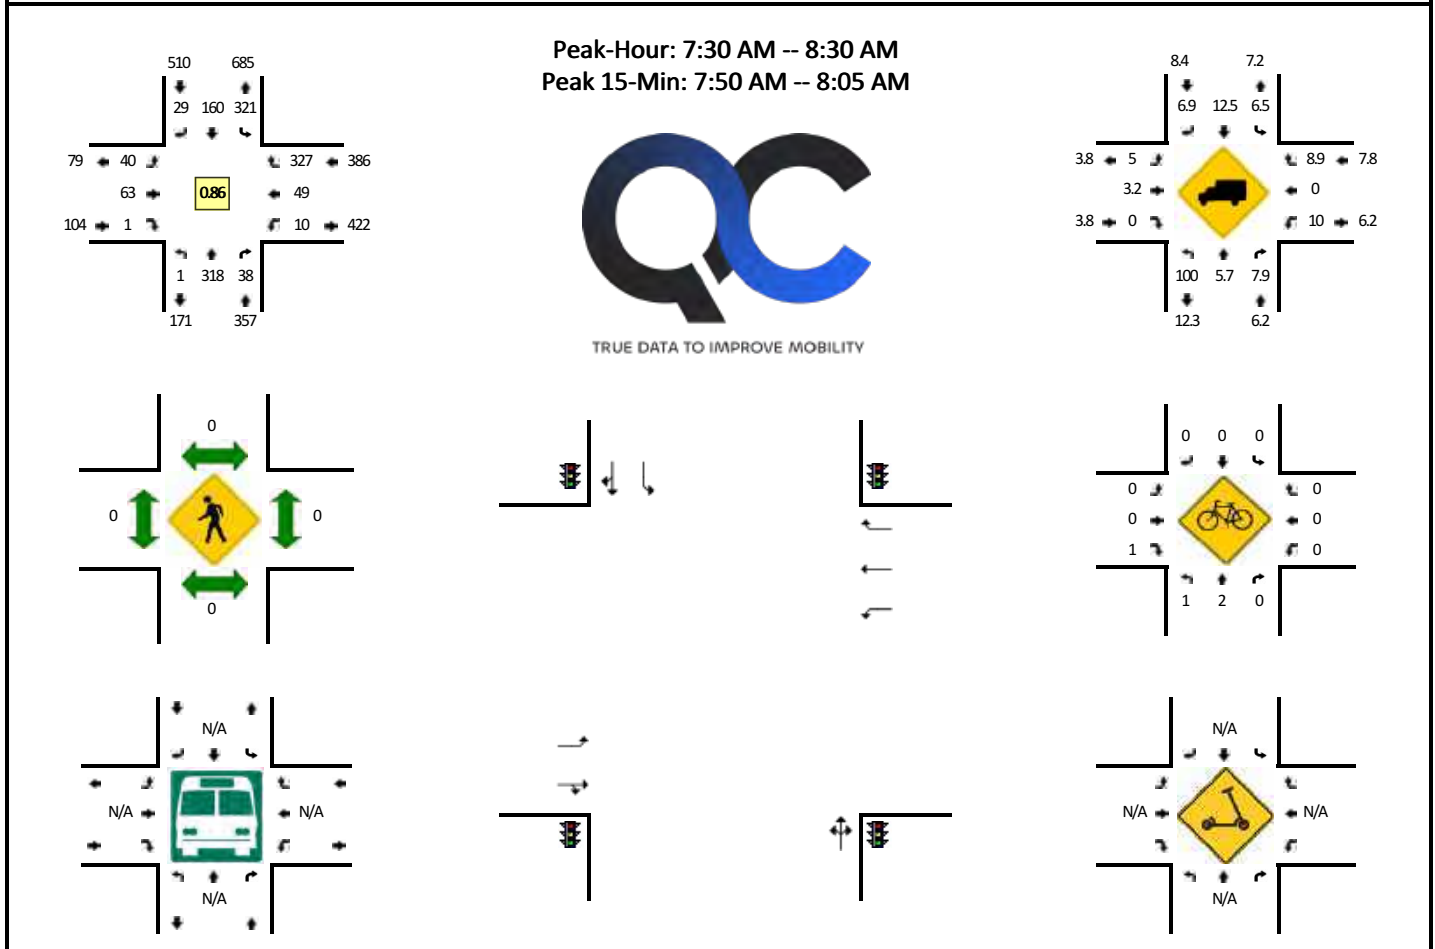 Peak-Hour: 7:30 AM -- 8:30 AM
Peak 15-Min: 7:50 AM -- 8:05 AM
510 685
29 160 321
79 40 327 386
63 0.86 49
104 1 10 422
1 318 38
171 357
QC
TRUE DATA TO IMPROVE MOBILITY
8.4 7.2
6.9 12.5 6.5
3.8 5 8.9 7.8
3.2 0
3.8 0 10 6.2
100 5.7 7.9
12.3 6.2
0
0 0
0
0 0 0
0 0
0 0
1 0
1 2 0
N/A
N/A N/A
N/A
N/A
N/A N/A
N/A